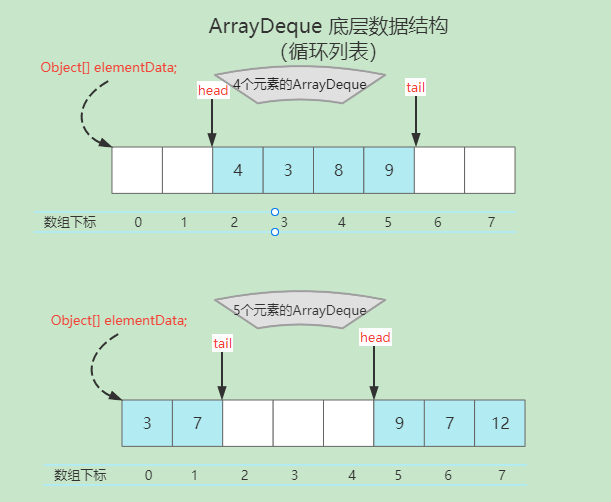 ArrayDeque 底层数据结构
（循环列表）
Object[] elementData;
head
4个元素的ArrayDeque
tail
4 3 8 9
数组下标 0 1 2 3 4 5 6 7
5个元素的ArrayDeque
Object[] elementData;
tail
head
3 7 9 7 12
数组下标 0 1 2 3 4 5 6 7